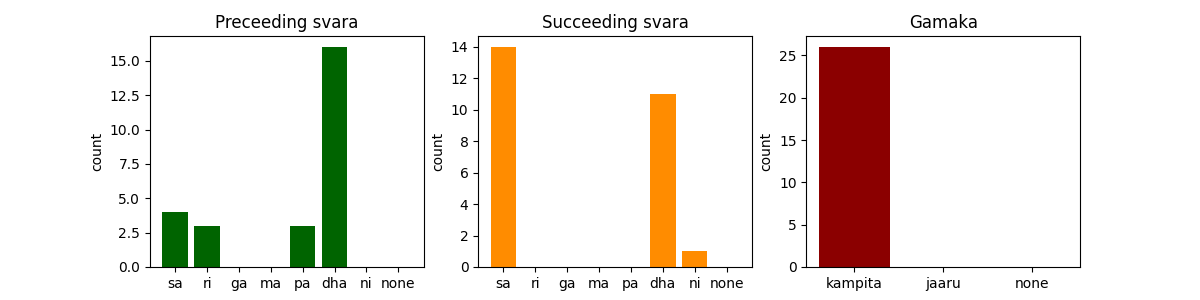 Preceeding svara
count
15.0
12.5
10.0
7.5
5.0
2.5
0.0
sa ri ga ma pa dha ni none
Succeeding svara
count
14
12
10
8
6
4
2
0
sa ri ga ma pa dha ni none
Gamaka
count
25
20
15
10
5
0
kampita jaaru none